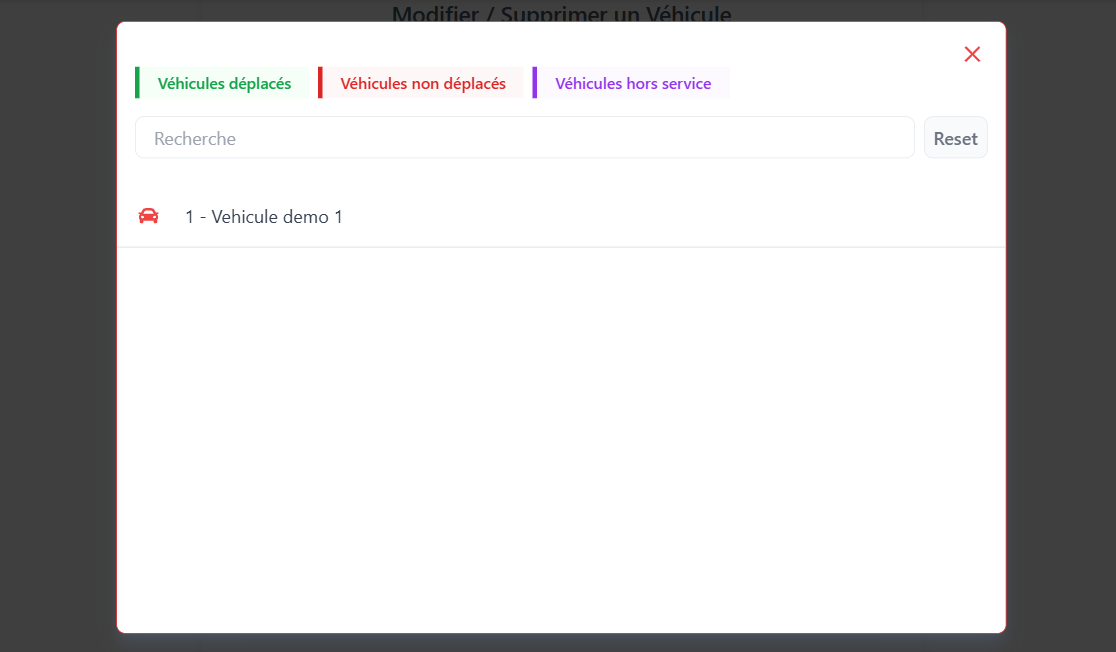 Modifier / Supprimer un Véhicule
Véhicules déplacés
Véhicules non déplacés
Véhicules hors service
Recherche
Reset
1 - Vehicule demo 1